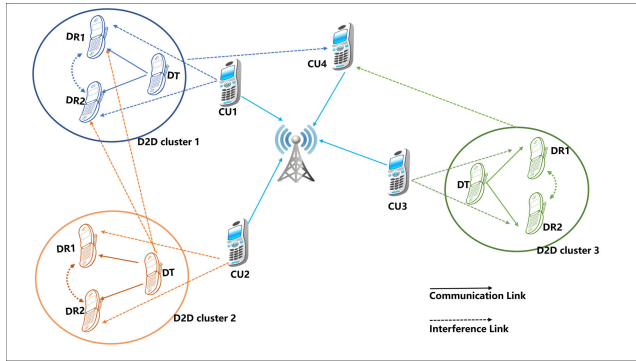 DR1
DT
DR2
D2D cluster 1
CU1
CU4
CU3
DR1
DT
DR2
D2D cluster 3
DR1
DT
DR2
D2D cluster 2
CU2
Communication Link
Interference Link